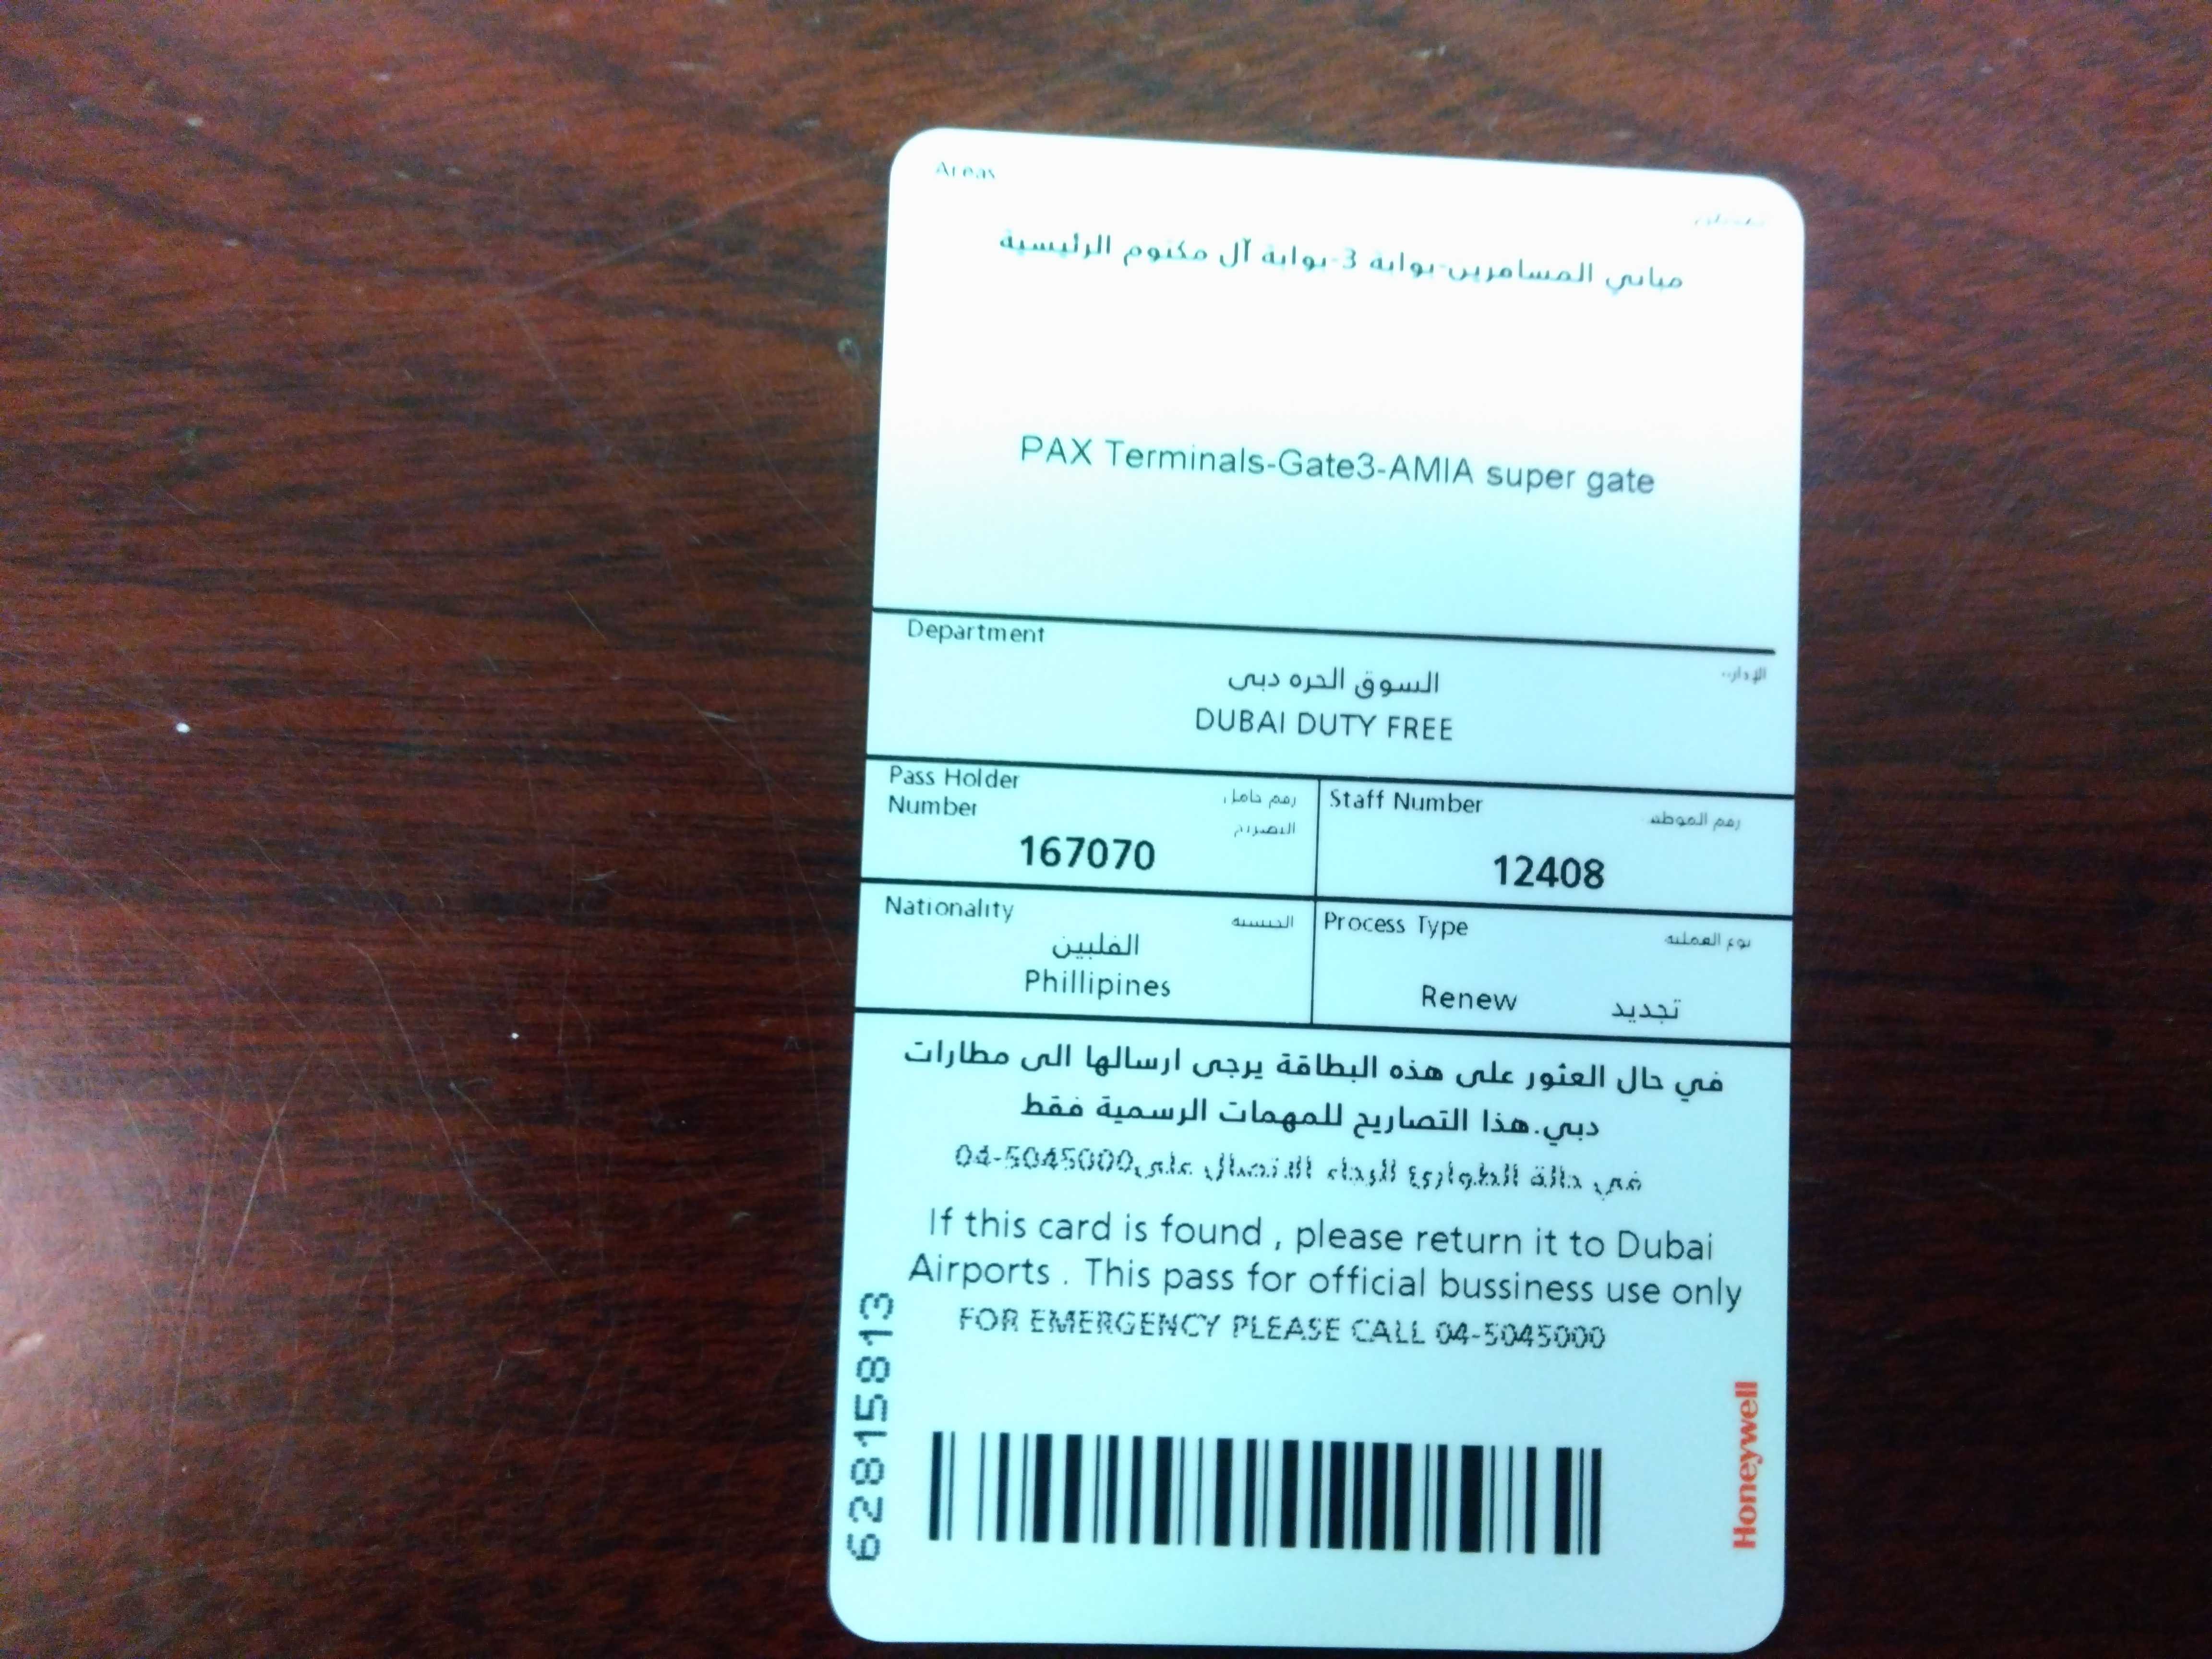 Areas
مباني المسافرين-بوابة 3-بوابة آل مكتوم الرئيسية
PAX Terminals-Gate3-AMIA super gate
Department
السوق الحره دبى
DUBAI DUTY FREE
Pass Holder
Number
رقم حامل
التصريح
167070
Staff Number
رقم الموظف
12408
Nationality
الجنسية
الفلبين
Phillipines
Process Type
نوع العملية
Renew تجديد
في حال العثور على هذه البطاقة يرجى ارسالها الى مطارات
دبي.هذا التصاريح للمهمات الرسمية فقط
في حالة الطوارئ الرجاء الاتصال على04-5045000
If this card is found , please return it to Dubai
Airports . This pass for official bussiness use only
FOR EMERGENCY PLEASE CALL 04-5045000
62815813
Honeywell